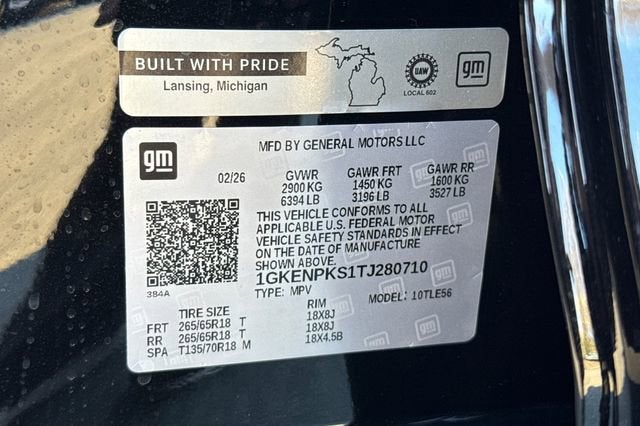 BUILT WITH PRIDE
Lansing, Michigan
UAW
LOCAL 602
gm
gm
MFD BY GENERAL MOTORS LLC
02/26 GVWR GAWR FRT GAWR RR
2900 KG 1450 KG 1600 KG
6394 LB 3196 LB 3527 LB
THIS VEHICLE CONFORMS TO ALL
APPLICABLE U.S. FEDERAL MOTOR
VEHICLE SAFETY STANDARDS IN EFFECT
ON THE DATE OF MANUFACTURE
SHOWN ABOVE.
1GKENPKS1TJ280710
384A
TYPE: MPV MODEL: 10TLE56
TIRE SIZE RIM
FRT 265/65R18 T 18X8J
RR 265/65R18 T 18X8J
SPA T135/70R18 M 18X4.5B